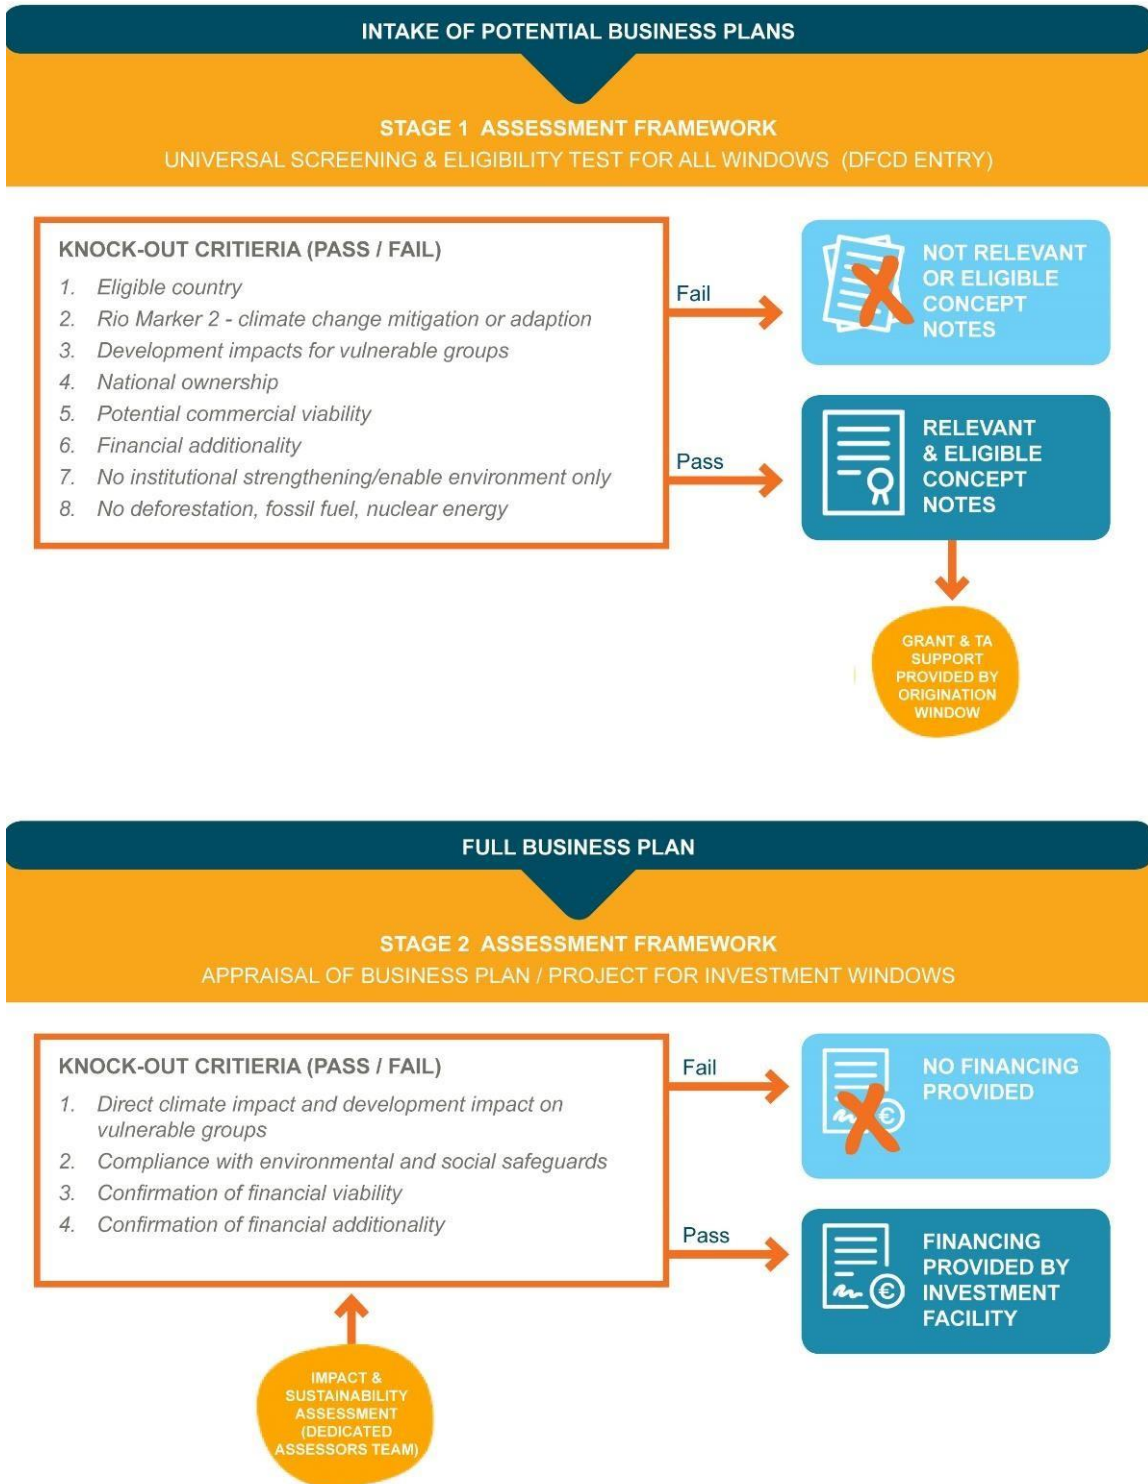 INTAKE OF POTENTIAL BUSINESS PLANS
STAGE 1 ASSESSMENT FRAMEWORK
UNIVERSAL SCREENING & ELIGIBILITY TEST FOR ALL WINDOWS (DFCD ENTRY)
KNOCK-OUT CRITIERIA (PASS / FAIL)
1. Eligible country
2. Rio Marker 2 - climate change mitigation or adaption
3. Development impacts for vulnerable groups
4. National ownership
5. Potential commercial viability
6. Financial additionality
7. No institutional strengthening/enable environment only
8. No deforestation, fossil fuel, nuclear energy
Fail
NOT RELEVANT
OR ELIGIBLE
CONCEPT
NOTES
Pass
RELEVANT
& ELIGIBLE
CONCEPT
NOTES
GRANT & TA
SUPPORT
PROVIDED BY
ORIGINATION
WINDOW
FULL BUSINESS PLAN
STAGE 2 ASSESSMENT FRAMEWORK
APPRAISAL OF BUSINESS PLAN / PROJECT FOR INVESTMENT WINDOWS
KNOCK-OUT CRITIERIA (PASS / FAIL)
1. Direct climate impact and development impact on
vulnerable groups
2. Compliance with environmental and social safeguards
3. Confirmation of financial viability
4. Confirmation of financial additionality
Fail
€
NO FINANCING
PROVIDED
Pass
€
FINANCING
PROVIDED BY
INVESTMENT
FACILITY
IMPACT &
SUSTAINABILITY
ASSESSMENT
(DEDICATED
ASSESSORS TEAM)